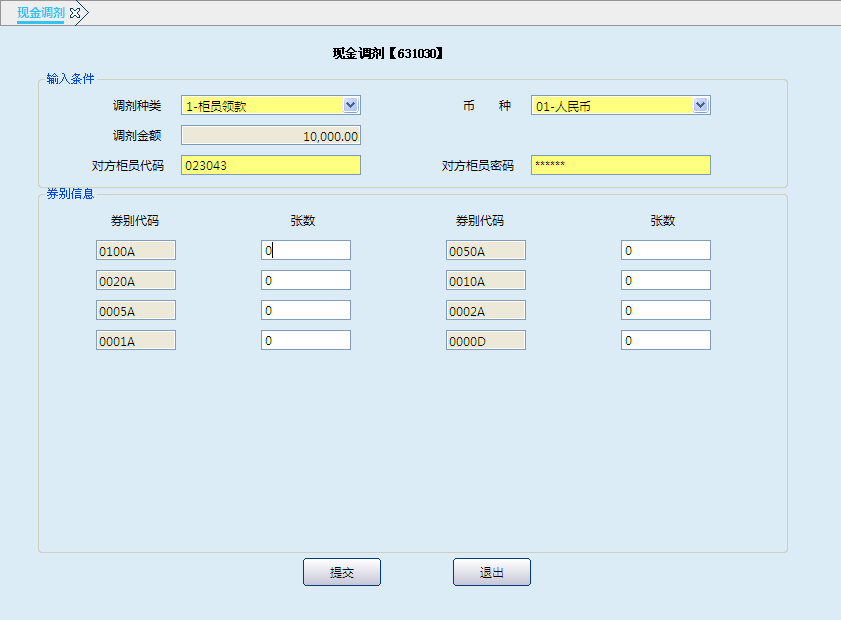 现金调剂
现金调剂【631030】
输入条件
调剂种类 1-柜员领款 币 种 01-人民币
调剂金额 10,000.00
对方柜员代码 023043 对方柜员密码 ******
券别信息
券别代码 张数 券别代码 张数
0100A 0 0050A 0
0020A 0 0010A 0
0005A 0 0002A 0
0001A 0 0000D 0
提交 退出